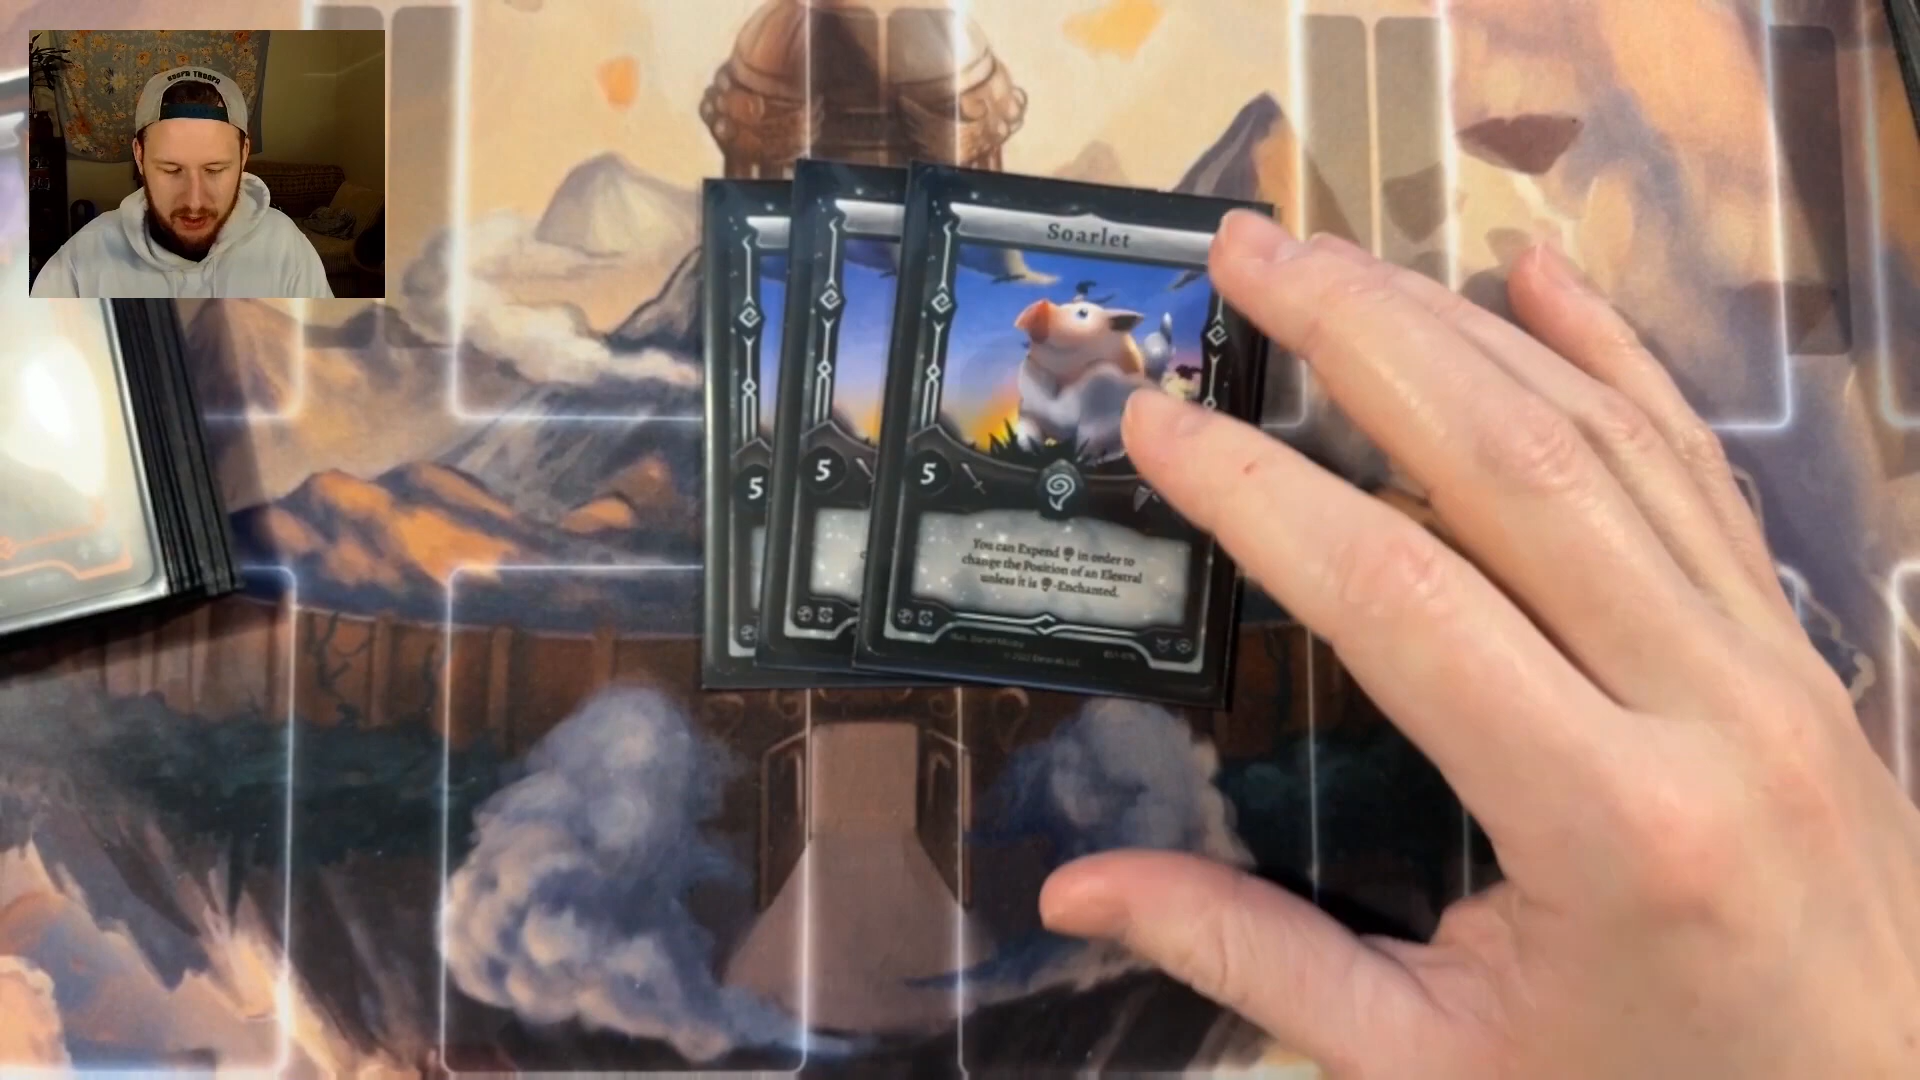 Soarlet
5
5
5
You can Expend in order to
change the Position of an Elestral
unless it is -Enchanted.